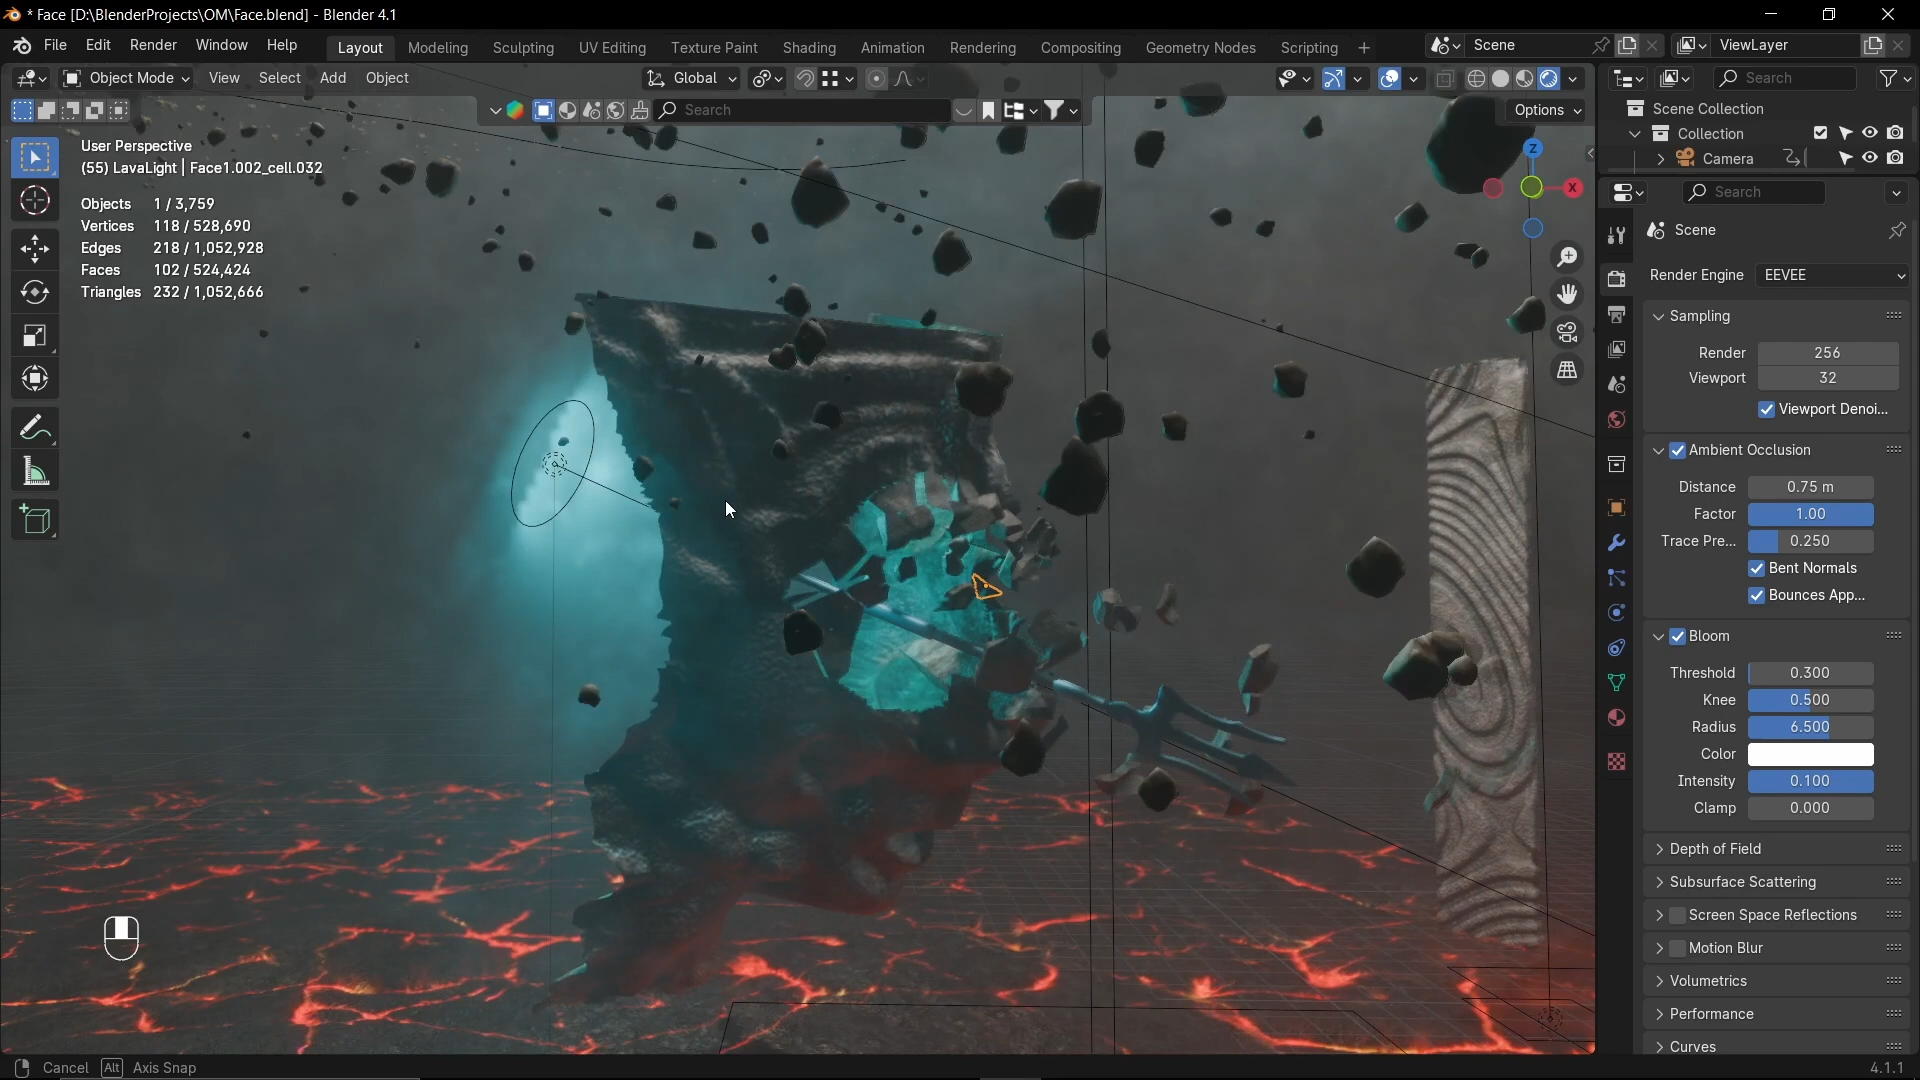 * Face [D:\BlenderProjects\OM\Face.blend] - Blender 4.1
File Edit Render Window Help Layout Modeling Sculpting UV Editing Texture Paint Shading Animation Rendering Compositing Geometry Nodes Scripting + Scene ViewLayer
Object Mode View Select Add Object Global Search
Search Options
Scene Collection
Collection
Camera
User Perspective
(55) LavaLight | Face1.002_cell.032
Objects 1 / 3,759
Vertices 118 / 528,690
Edges 218 / 1,052,928
Faces 102 / 524,424
Triangles 232 / 1,052,666
Z
X
Search
Scene
Render Engine EEVEE
Sampling
Render 256
Viewport 32
Viewport Denoi...
Ambient Occlusion
Distance 0.75 m
Factor 1.00
Trace Pre... 0.250
Bent Normals
Bounces App...
Bloom
Threshold 0.300
Knee 0.500
Radius 6.500
Color
Intensity 0.100
Clamp 0.000
Depth of Field
Subsurface Scattering
Screen Space Reflections
Motion Blur
Volumetrics
Performance
Curves
Cancel Alt Axis Snap 4.1.1